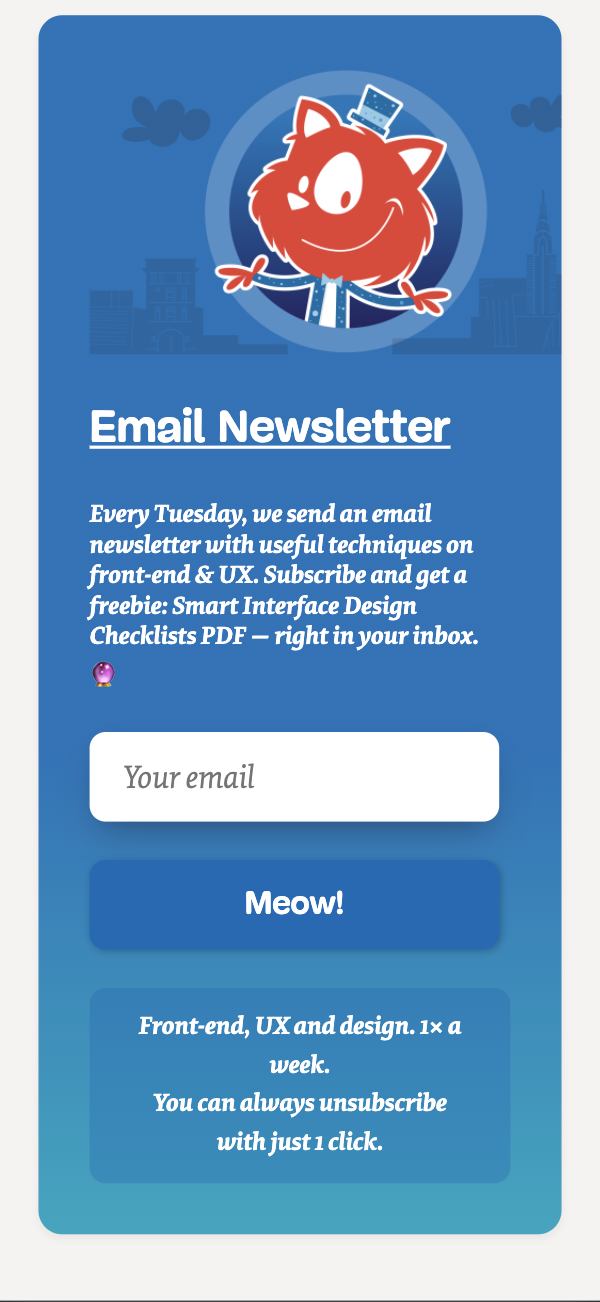 Email Newsletter
Every Tuesday, we send an email
newsletter with useful techniques on
front-end & UX. Subscribe and get a
freebie: Smart Interface Design
Checklists PDF — right in your inbox.
🔮
Your email
Meow!
Front-end, UX and design. 1× a
week.
You can always unsubscribe
with just 1 click.